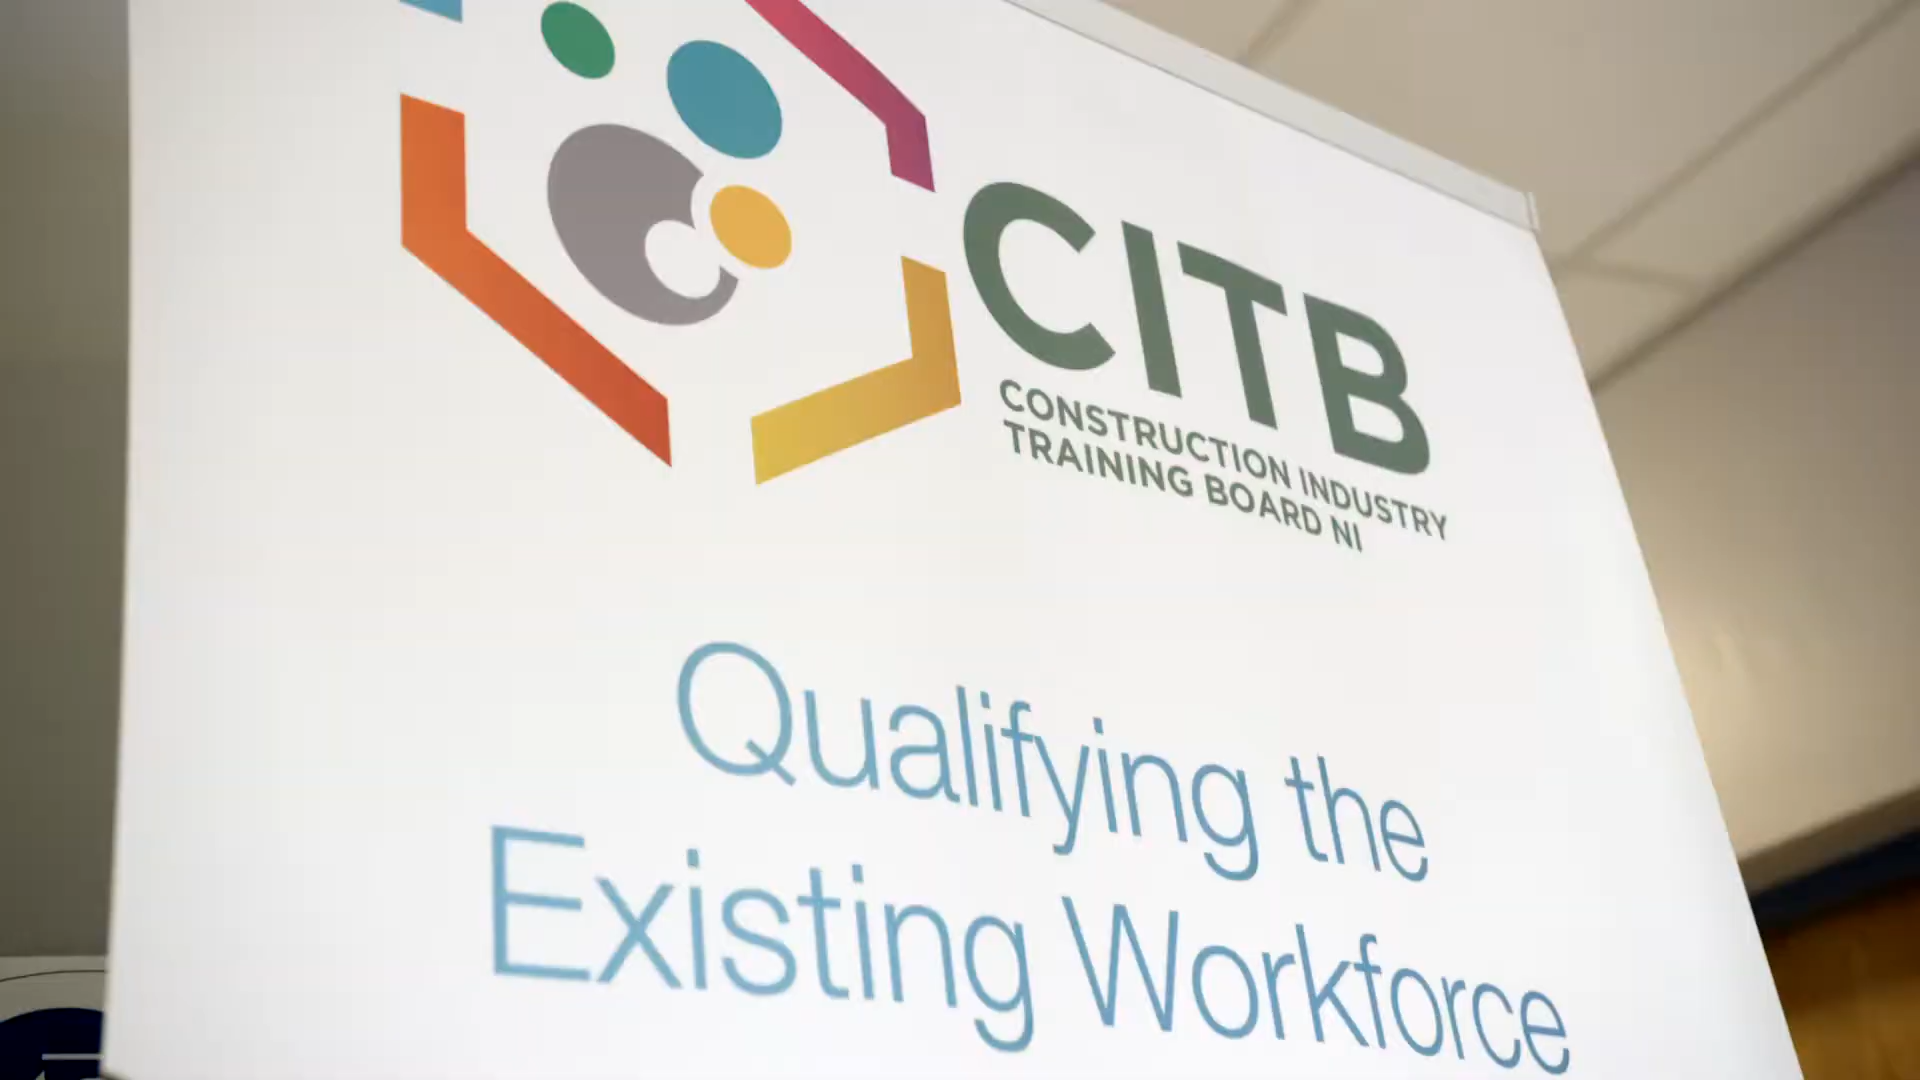 CITB
CONSTRUCTION INDUSTRY
TRAINING BOARD NI
Qualifying the
Existing Workforce